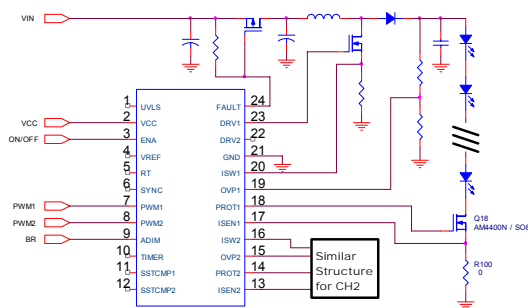 VIN
VCC
ON/OFF
PWM1
PWM2
BR
1 UVLS FAULT 24
2 VCC DRV1 23
3 ENA DRV2 22
4 VREF GND 21
5 RT ISW1 20
6 SYNC OVP1 19
7 PWM1 PROT1 18
8 PWM2 ISEN1 17
9 ADIM ISW2 16
10 TIMER OVP2 15
11 SSTCMP1 PROT2 14
12 SSTCMP2 ISEN2 13
Similar
Structure
for CH2
Q18
AM4400N / SO8
R100
0